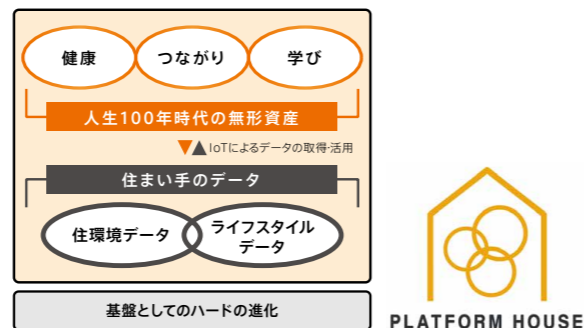 健康 つながり 学び
人生100年時代の無形資産
▼▲IoTによるデータの取得・活用
住まい手のデータ
住環境データ
ライフスタイル
データ
基盤としてのハードの進化
PLATFORM HOUSE